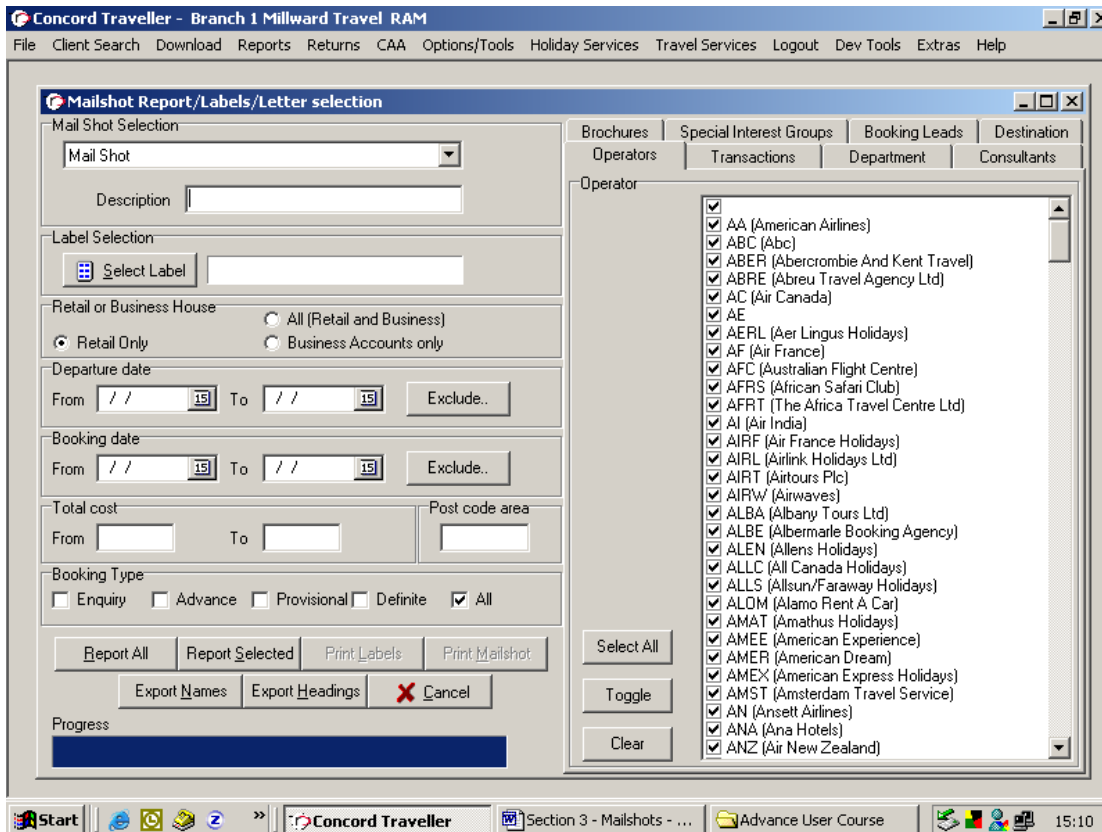 Concord Traveller - Branch 1 Millward Travel RAM
File Client Search Download Reports Returns CAA Options/Tools Holiday Services Travel Services Logout Dev Tools Extras Help
Mailshot Report/Labels/Letter selection
Mail Shot Selection
Mail Shot
Description
Label Selection
Select Label
Retail or Business House
All (Retail and Business)
Retail Only
Business Accounts only
Departure date
From / / 15 To / / 15 Exclude..
Booking date
From / / 15 To / / 15 Exclude..
Total cost
From To
Post code area
Booking Type
Enquiry Advance Provisional Definite All
Report All Report Selected Print Labels Print Mailshot
Export Names Export Headings Cancel
Progress
Brochures Special Interest Groups Booking Leads Destination
Operators Transactions Department Consultants
Operator
AA (American Airlines)
ABC (Abc)
ABER (Abercrombie And Kent Travel)
ABRE (Abreu Travel Agency Ltd)
AC (Air Canada)
AE
AERL (Aer Lingus Holidays)
AF (Air France)
AFC (Australian Flight Centre)
AFRS (African Safari Club)
AFRT (The Africa Travel Centre Ltd)
AI (Air India)
AIRF (Air France Holidays)
AIRL (Airlink Holidays Ltd)
AIRT (Airtours Plc)
AIRW (Airwaves)
ALBA (Albany Tours Ltd)
ALBE (Albermarle Booking Agency)
ALEN (Allens Holidays)
ALLC (All Canada Holidays)
ALLS (Allsun/Faraway Holidays)
ALOM (Alamo Rent A Car)
AMAT (Amathus Holidays)
AMEE (American Experience)
AMER (American Dream)
AMEX (American Express Holidays)
AMST (Amsterdam Travel Service)
AN (Ansett Airlines)
ANA (Ana Hotels)
ANZ (Air New Zealand)
Select All
Toggle
Clear
Start » Concord Traveller Section 3 - Mailshots - ... Advance User Course 15:10